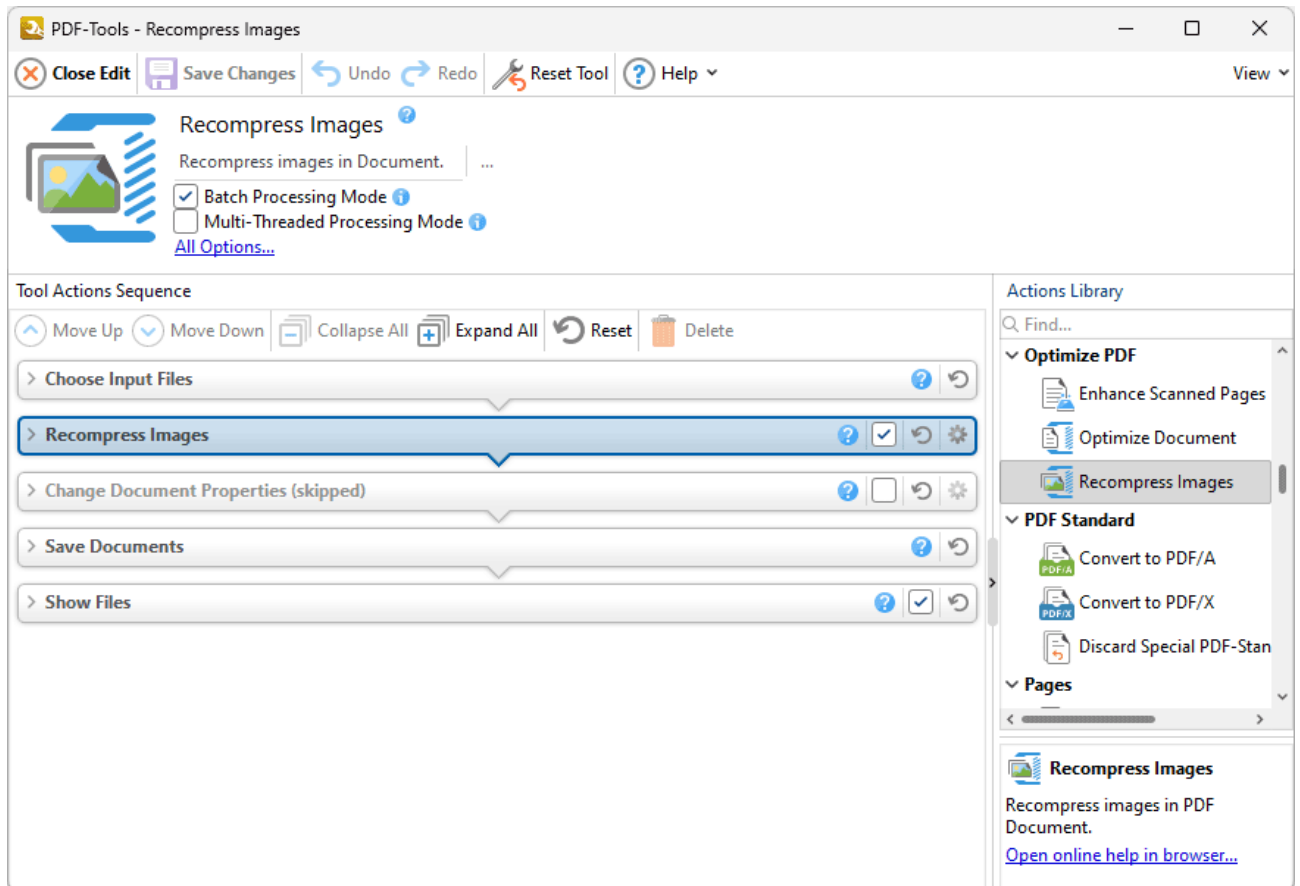 PDF-Tools - Recompress Images
Close Edit Save Changes Undo Redo Reset Tool ? Help View
Recompress Images ?
Recompress images in Document. ...
Batch Processing Mode i
Multi-Threaded Processing Mode i
All Options...
Tool Actions Sequence
Move Up Move Down Collapse All Expand All Reset Delete
Choose Input Files ?
Recompress Images ?
Change Document Properties (skipped) ?
Save Documents ?
Show Files ?
Actions Library
Find...
Optimize PDF
Enhance Scanned Pages
Optimize Document
Recompress Images
PDF Standard
PDF/A Convert to PDF/A
PDF/X Convert to PDF/X
Discard Special PDF-Stan
Pages
Recompress Images
Recompress images in PDF
Document.
Open online help in browser...